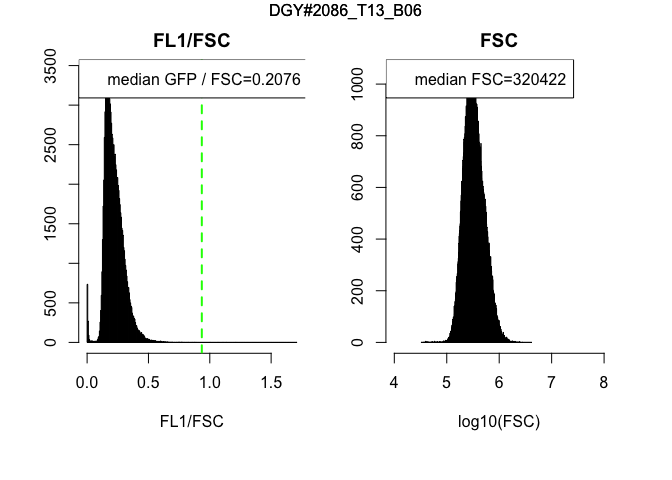 DGY#2086_T13_B06
FL1/FSC
FSC
median GFP / FSC=0.2076
median FSC=320422
3500
2500
1500
500
0
1000
800
600
400
200
0
0.0 0.5 1.0 1.5
4 5 6 7 8
FL1/FSC
log10(FSC)